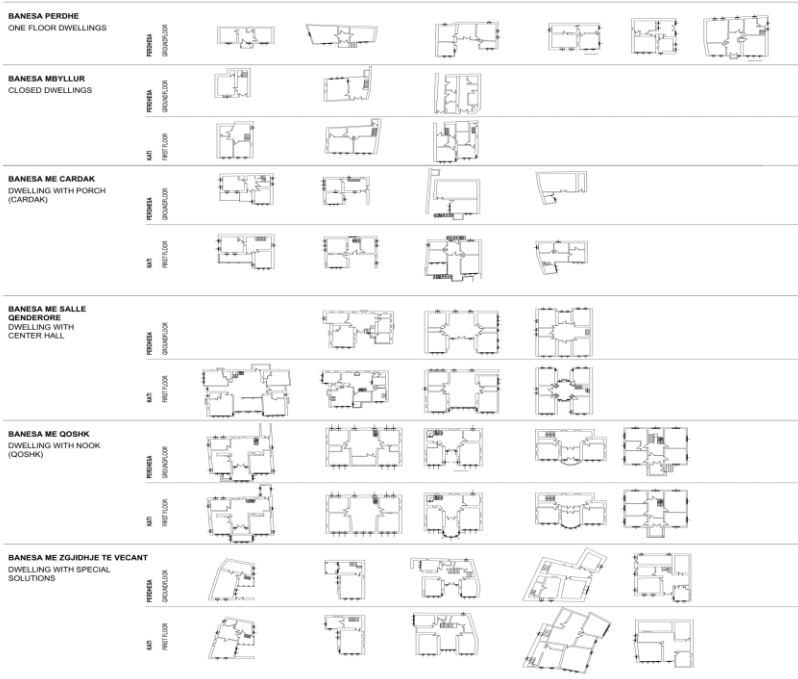 BANESA PERDHE
ONE FLOOR DWELLINGS
PERDHESA
GROUNDFLOOR
BANESA MBYLLUR
CLOSED DWELLINGS
PERDHESA
GROUNDFLOOR
KATI
FIRST FLOOR
BANESA ME CARDAK
DWELLING WITH PORCH
(CARDAK)
PERDHESA
GROUNDFLOOR
KATI
FIRST FLOOR
BANESA ME SALLE
QENDERORE
DWELLING WITH
CENTER HALL
PERDHESA
GROUNDFLOOR
KATI
FIRST FLOOR
BANESA ME QOSHK
DWELLING WITH NOOK
(QOSHK)
PERDHESA
GROUNDFLOOR
KATI
FIRST FLOOR
BANESA ME ZGJIDHJE TE VECANT
DWELLING WITH SPECIAL
SOLUTIONS
PERDHESA
GROUNDFLOOR
KATI
FIRST FLOOR